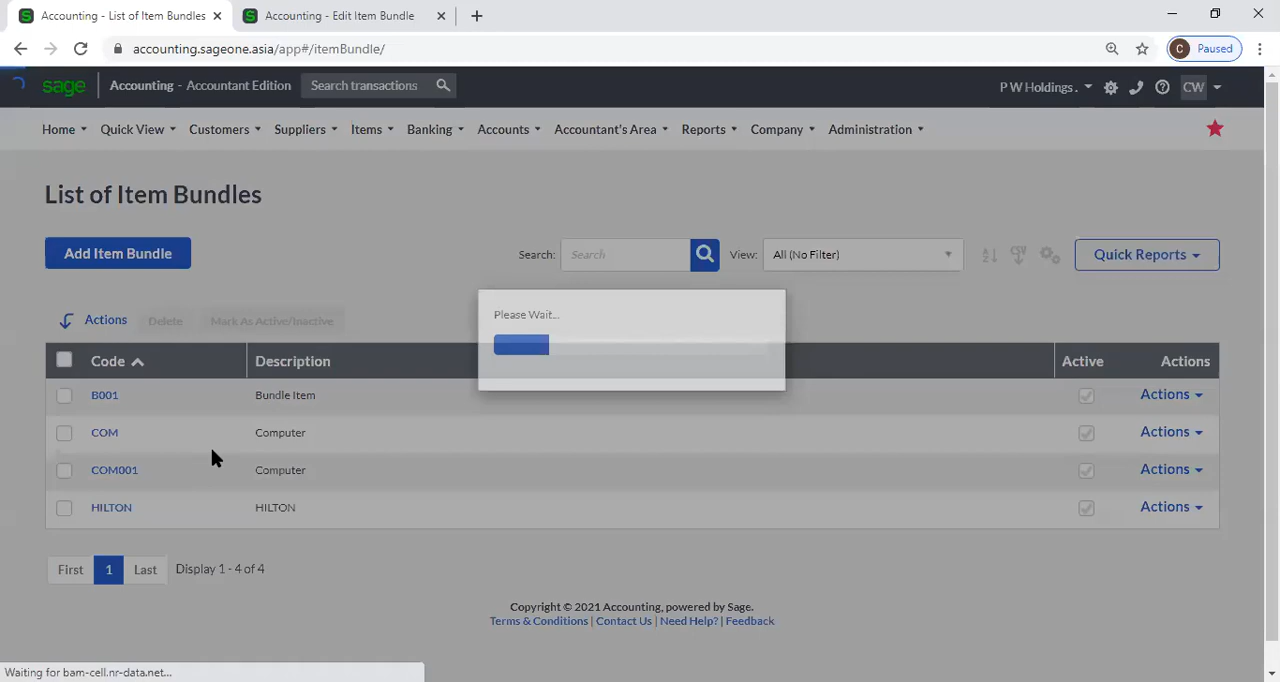 Accounting - List of Item Bundles
Accounting - Edit Item Bundle
accounting.sageone.asia/app#/itemBundle/
C Paused
sage Accounting - Accountant Edition Search transactions P W Holdings . CW
Home Quick View Customers Suppliers Items Banking Accounts Accountant's Area Reports Company Administration
List of Item Bundles
Add Item Bundle Search: Search View: All (No Filter) CSV Quick Reports
Please Wait...
Actions Delete Mark As Active/Inactive
Code Description Active Actions
B001 Bundle Item Actions
COM Computer Actions
COM001 Computer Actions
HILTON HILTON Actions
First 1 Last Display 1 - 4 of 4
Copyright © 2021 Accounting, powered by Sage.
Terms & Conditions | Contact Us | Need Help? | Feedback
Waiting for bam-cell.nr-data.net...